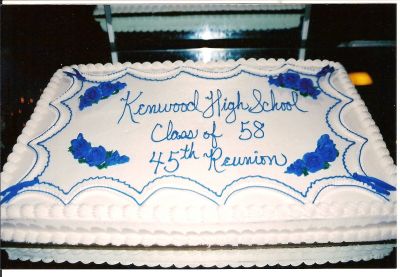 Kenwood High School
Class of 58
45th Reunion